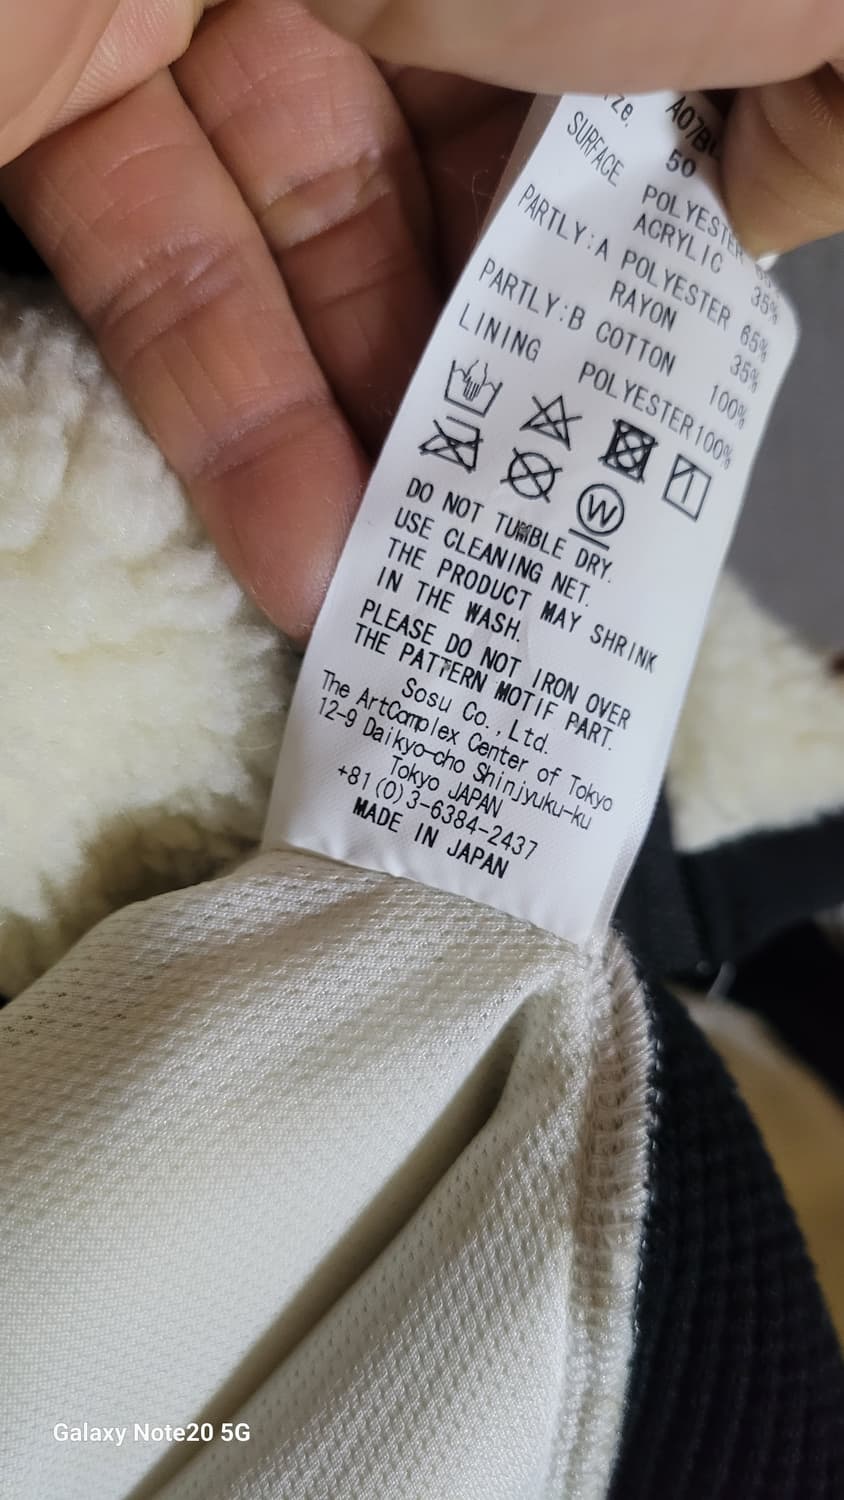 A07B
50
SURFACE POLYESTER
ACRYLIC 35%
PARTLY:A POLYESTER 65%
RAYON 35%
PARTLY:B COTTON 100%
LINING POLYESTER100%
W
DO NOT TUMBLE DRY.
USE CLEANING NET.
THE PRODUCT MAY SHRINK
IN THE WASH.
PLEASE DO NOT IRON OVER
THE PATTERN MOTIF PART.
Sosu Co.,Ltd.
The ArtComplex Center of Tokyo
12-9 Daikyo-cho Shinjyuku-ku
Tokyo JAPAN
+81(0)3-6384-2437
MADE IN JAPAN
Galaxy Note20 5G